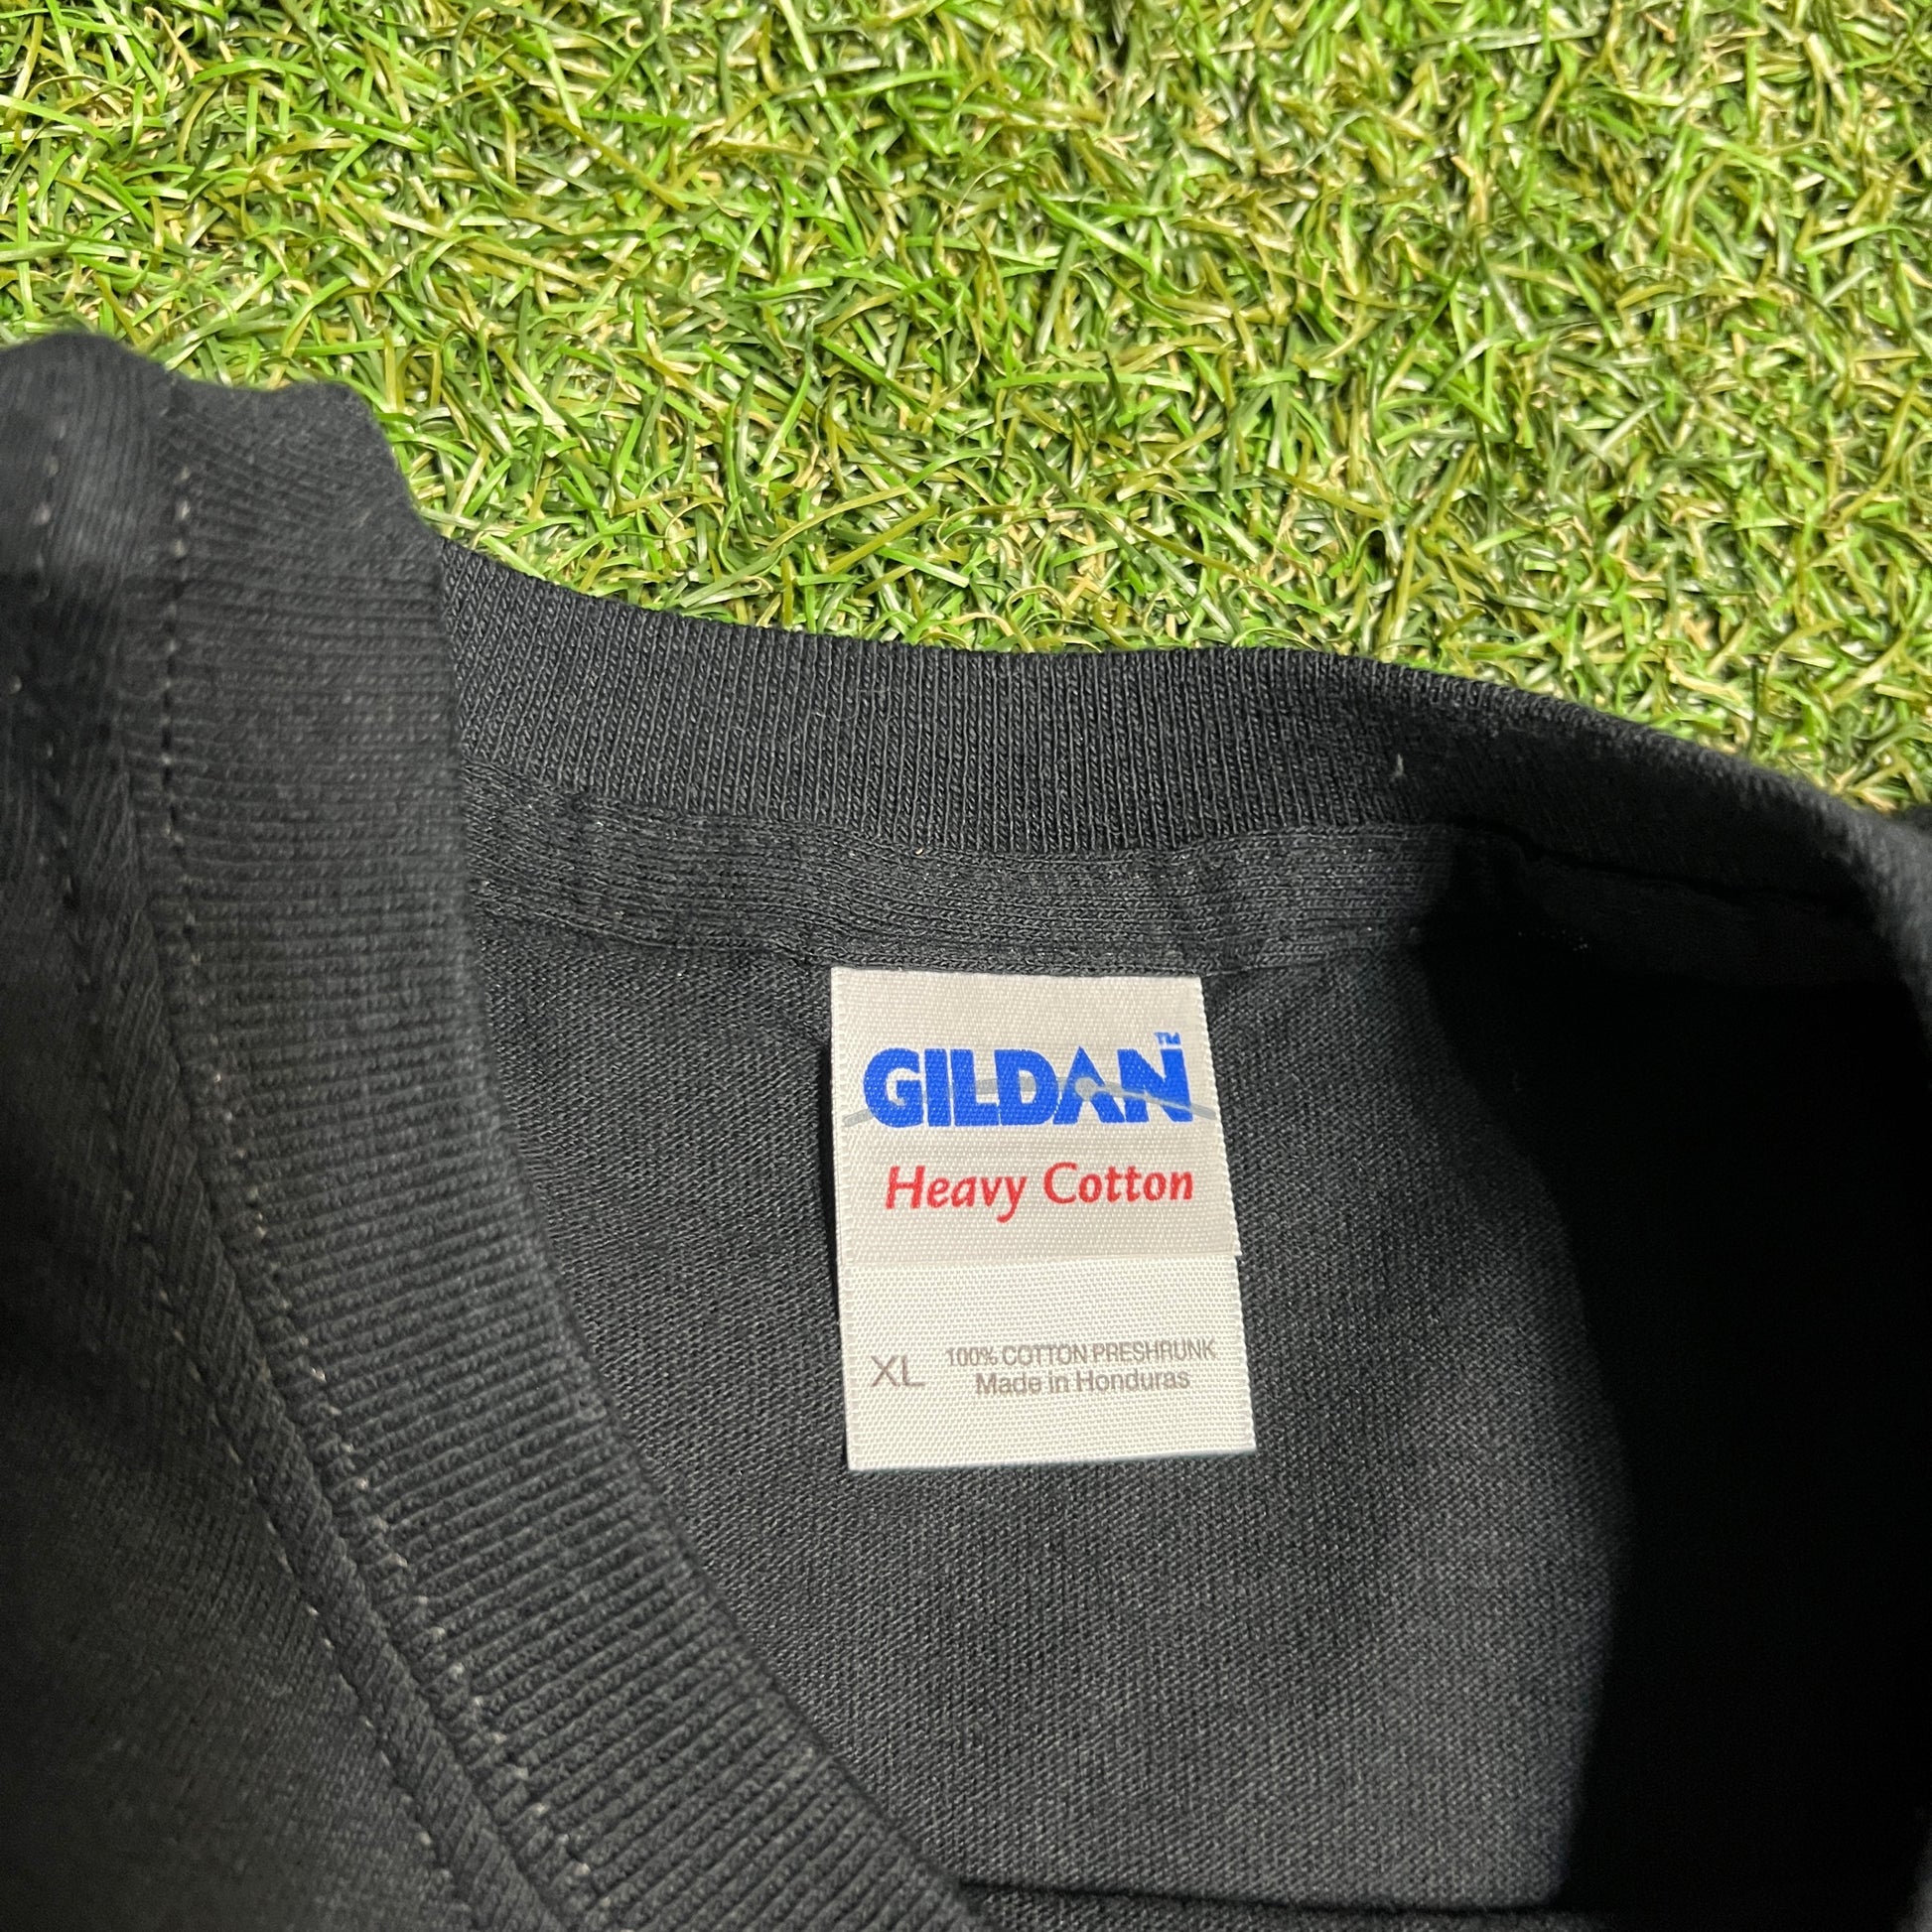 GILDAN™
Heavy Cotton
XL 100% COTTON PRESHRUNK
Made in Honduras